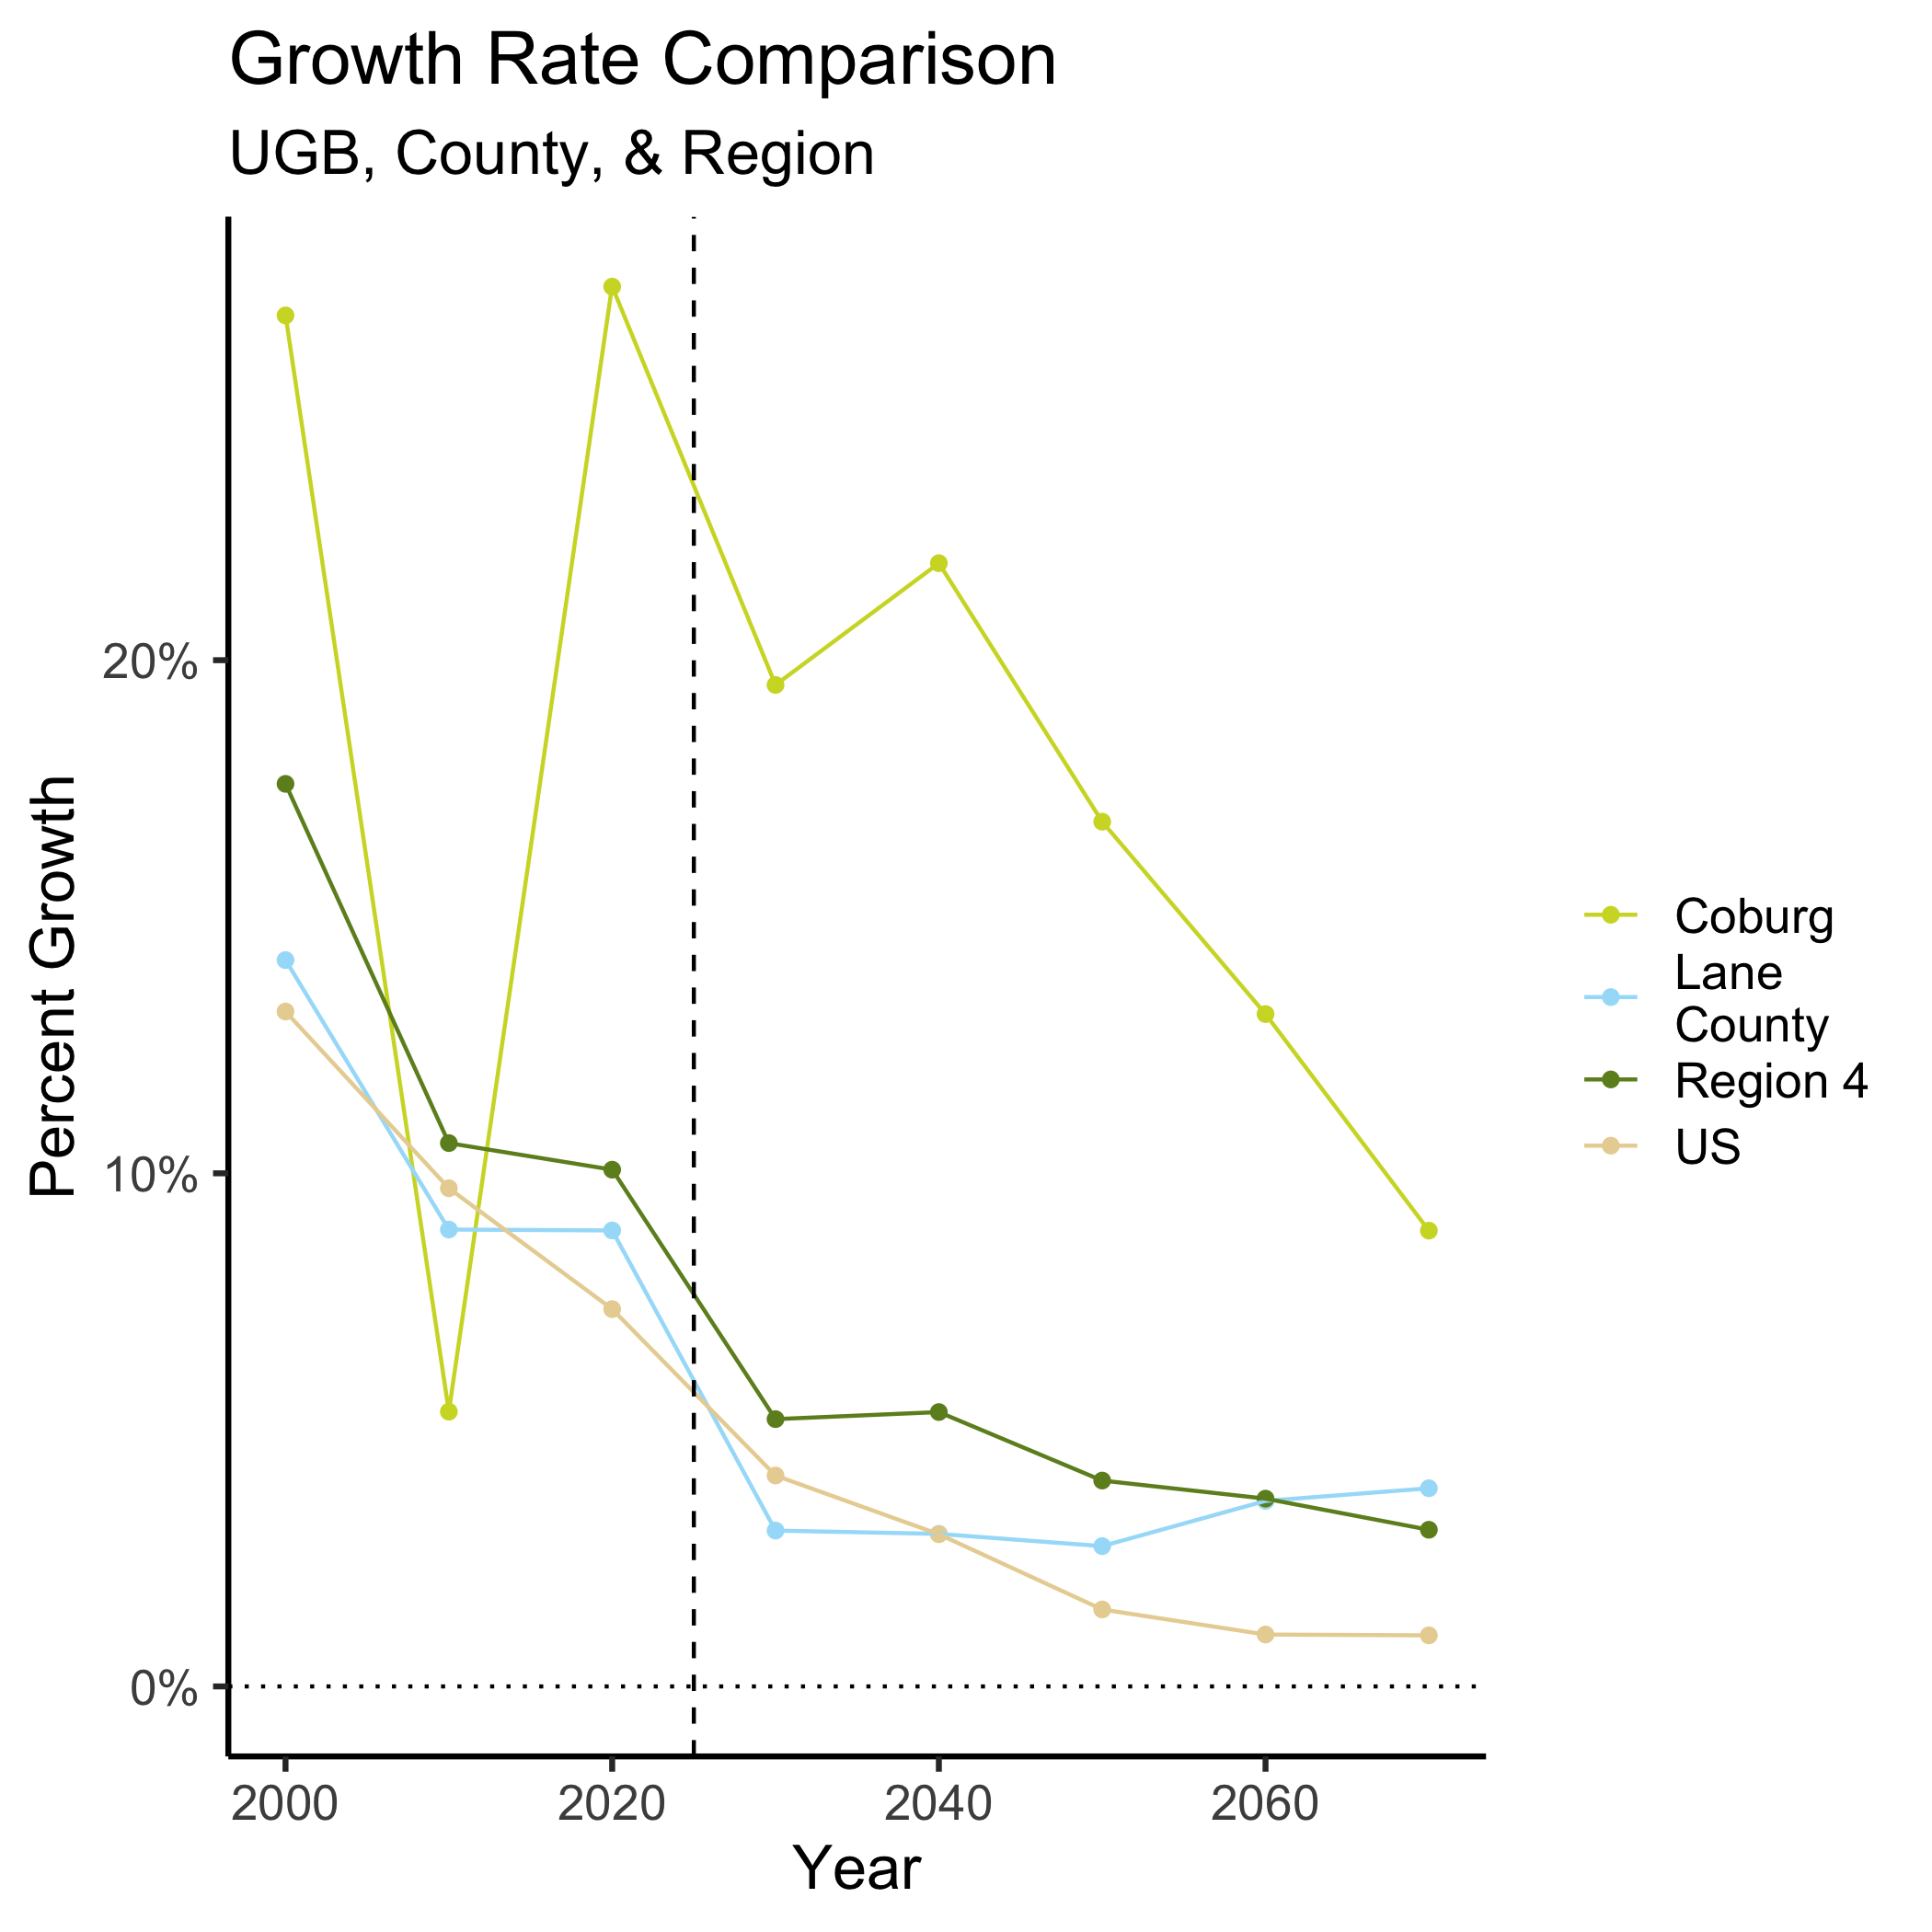 Growth Rate Comparison
UGB, County, & Region
Percent Growth
20%
10%
0%
2000
2020
2040
2060
Year
Coburg
Lane
County
Region 4
US